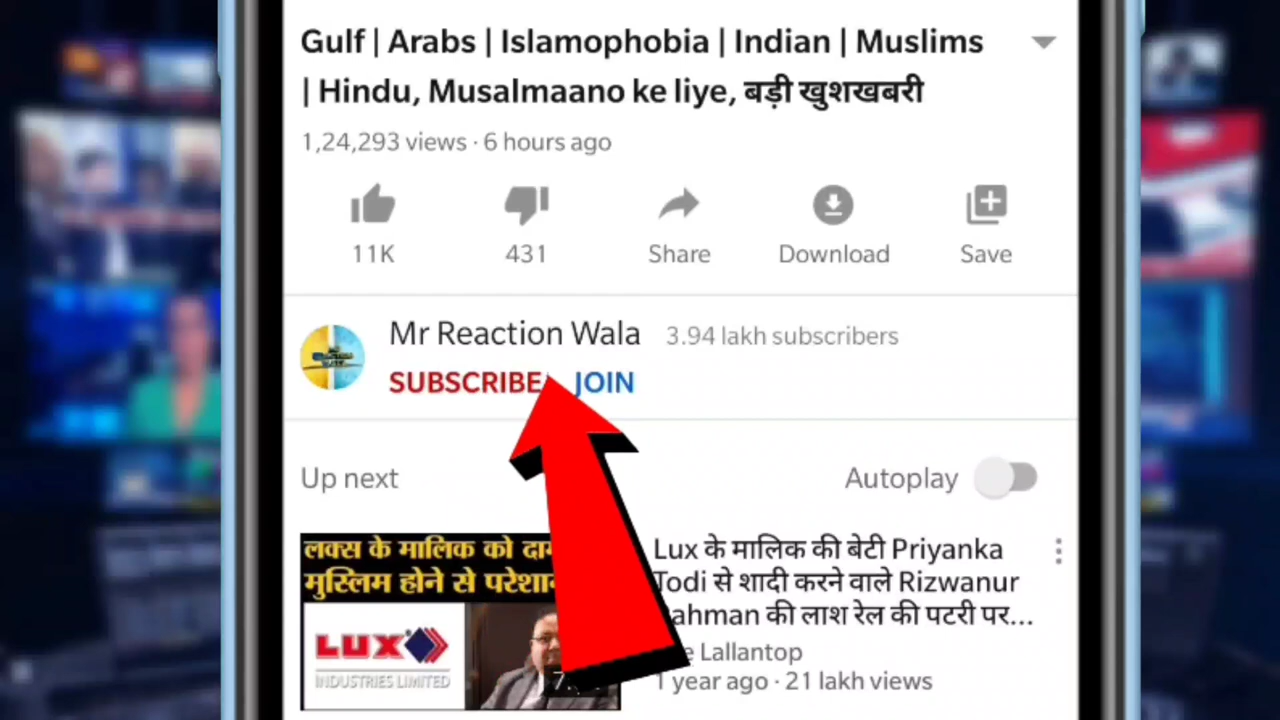 Gulf | Arabs | Islamophobia | Indian | Muslims
| Hindu, Musalmaano ke liye, बड़ी खुशखबरी
1,24,293 views · 6 hours ago
11K
431
Share
Download
Save
Mr Reaction Wala 3.94 lakh subscribers
SUBSCRIBE JOIN
Up next
Autoplay
लक्स के मालिक को
मुस्लिम होने से
LUX
INDUSTRIES LIMITED
Lux के मालिक की बेटी Priyanka
Todi से शादी करने वाले Rizwanur
Rahman की लाश रेल की पटरी पर...
Lallantop
1 year ago · 21 lakh views